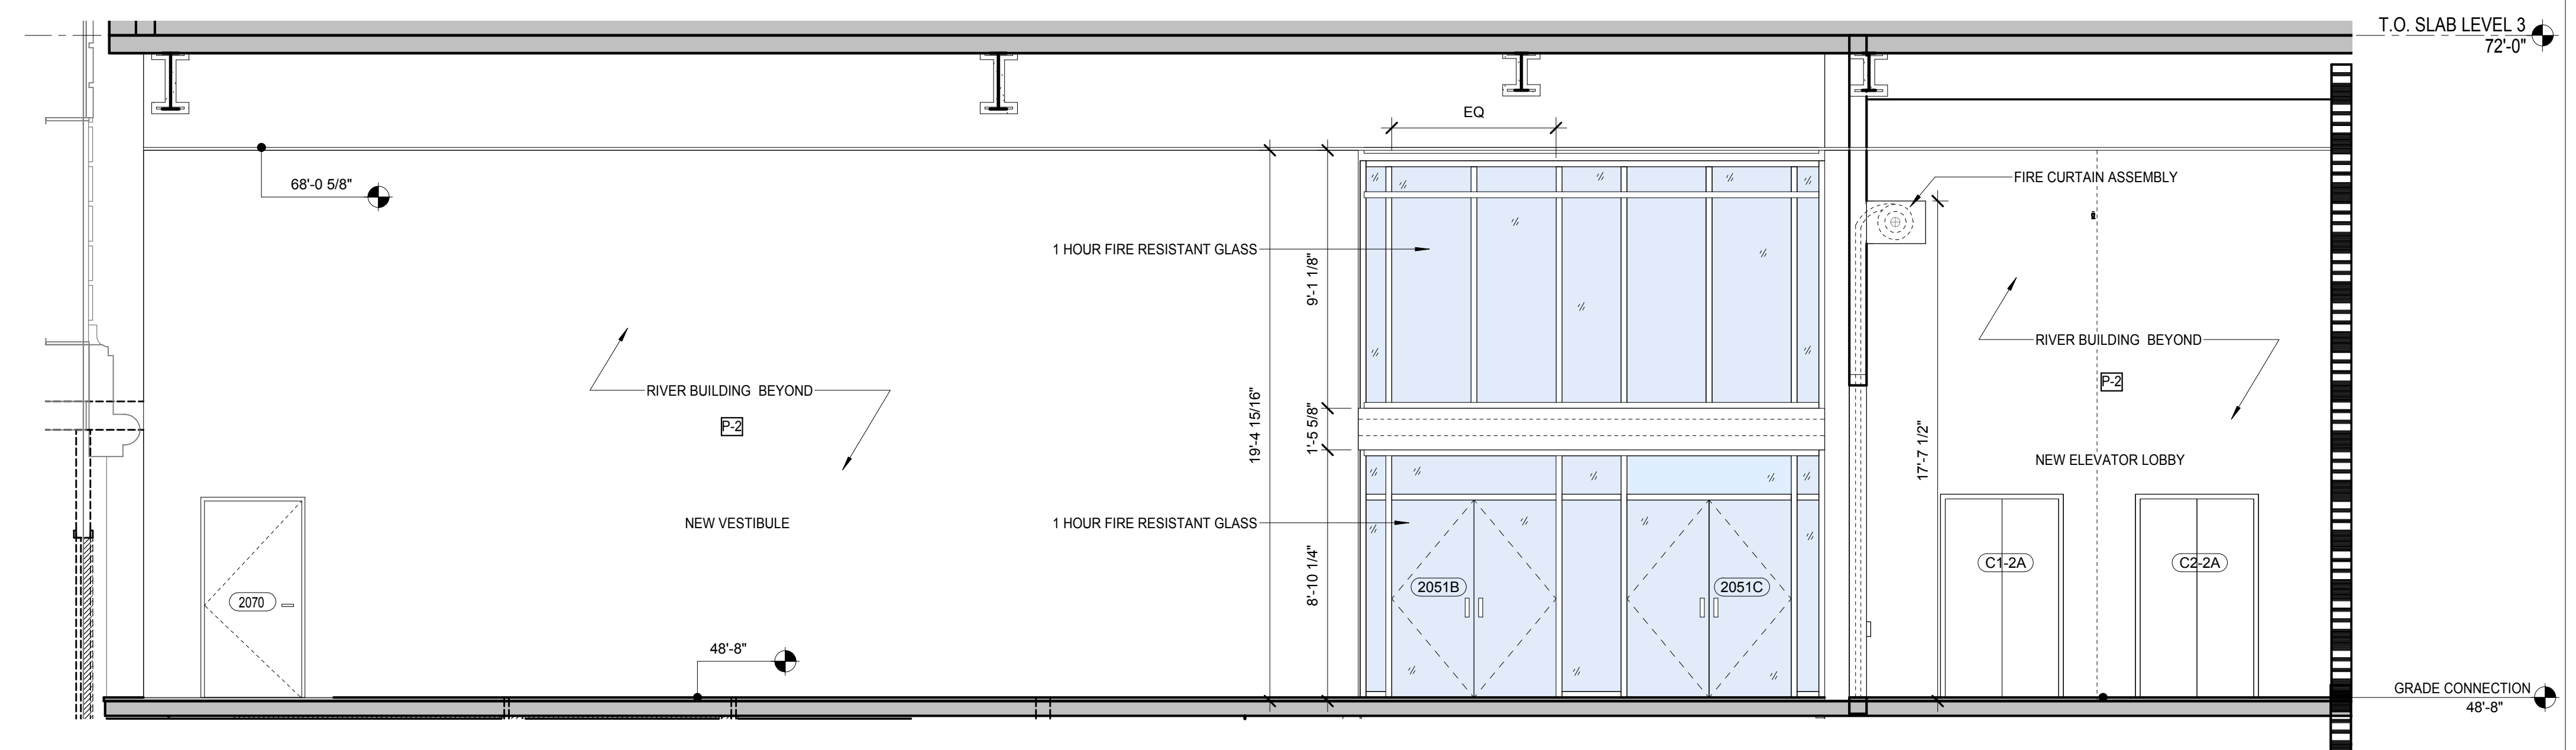 T.O. SLAB LEVEL 3
72'-0"
EQ
68'-0 5/8"
FIRE CURTAIN ASSEMBLY
1 HOUR FIRE RESISTANT GLASS
9'-1 1/8"
RIVER BUILDING BEYOND
P-2
RIVER BUILDING BEYOND
P-2
19'-4 15/16"
1'-5 5/8"
17'-7 1/2"
NEW ELEVATOR LOBBY
NEW VESTIBULE
1 HOUR FIRE RESISTANT GLASS
8'-10 1/4"
2070
2051B
2051C
C1-2A
C2-2A
48'-8"
GRADE CONNECTION
48'-8"